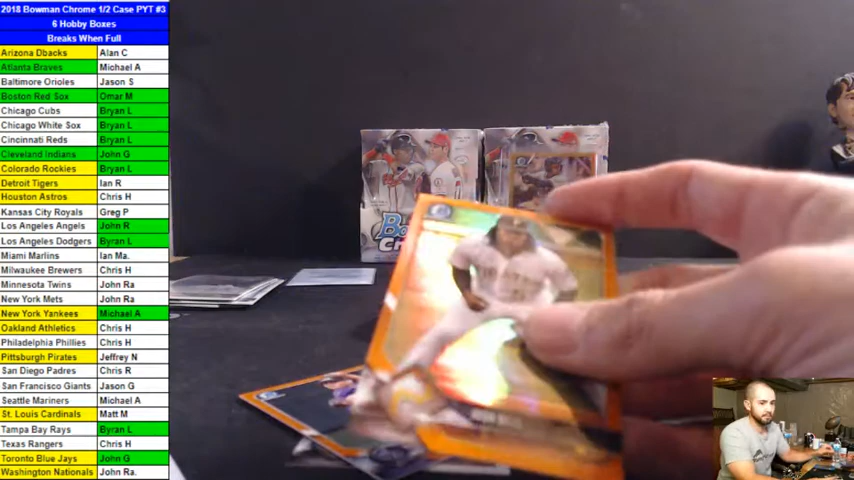 2018 Bowman Chrome 1/2 Case PYT #3
6 Hobby Boxes
Breaks When Full
Arizona Dbacks Alan C
Atlanta Braves Michael A
Baltimore Orioles Jason S
Boston Red Sox Omar M
Chicago Cubs Bryan L
Chicago White Sox Bryan L
Cincinnati Reds Bryan L
Cleveland Indians John G
Colorado Rockies Bryan L
Detroit Tigers Ian R
Houston Astros Chris H
Kansas City Royals Greg P
Los Angeles Angels John R
Los Angeles Dodgers Byran L
Miami Marlins Ian Ma.
Milwaukee Brewers Chris H
Minnesota Twins John Ra
New York Mets John Ra
New York Yankees Michael A
Oakland Athletics Chris H
Philadelphia Phillies Chris H
Pittsburgh Pirates Jeffrey N
San Diego Padres Chris R
San Francisco Giants Jason G
Seattle Mariners Michael A
St. Louis Cardinals Matt M
Tampa Bay Rays Byran L
Texas Rangers Chris H
Toronto Blue Jays John G
Washington Nationals John Ra.